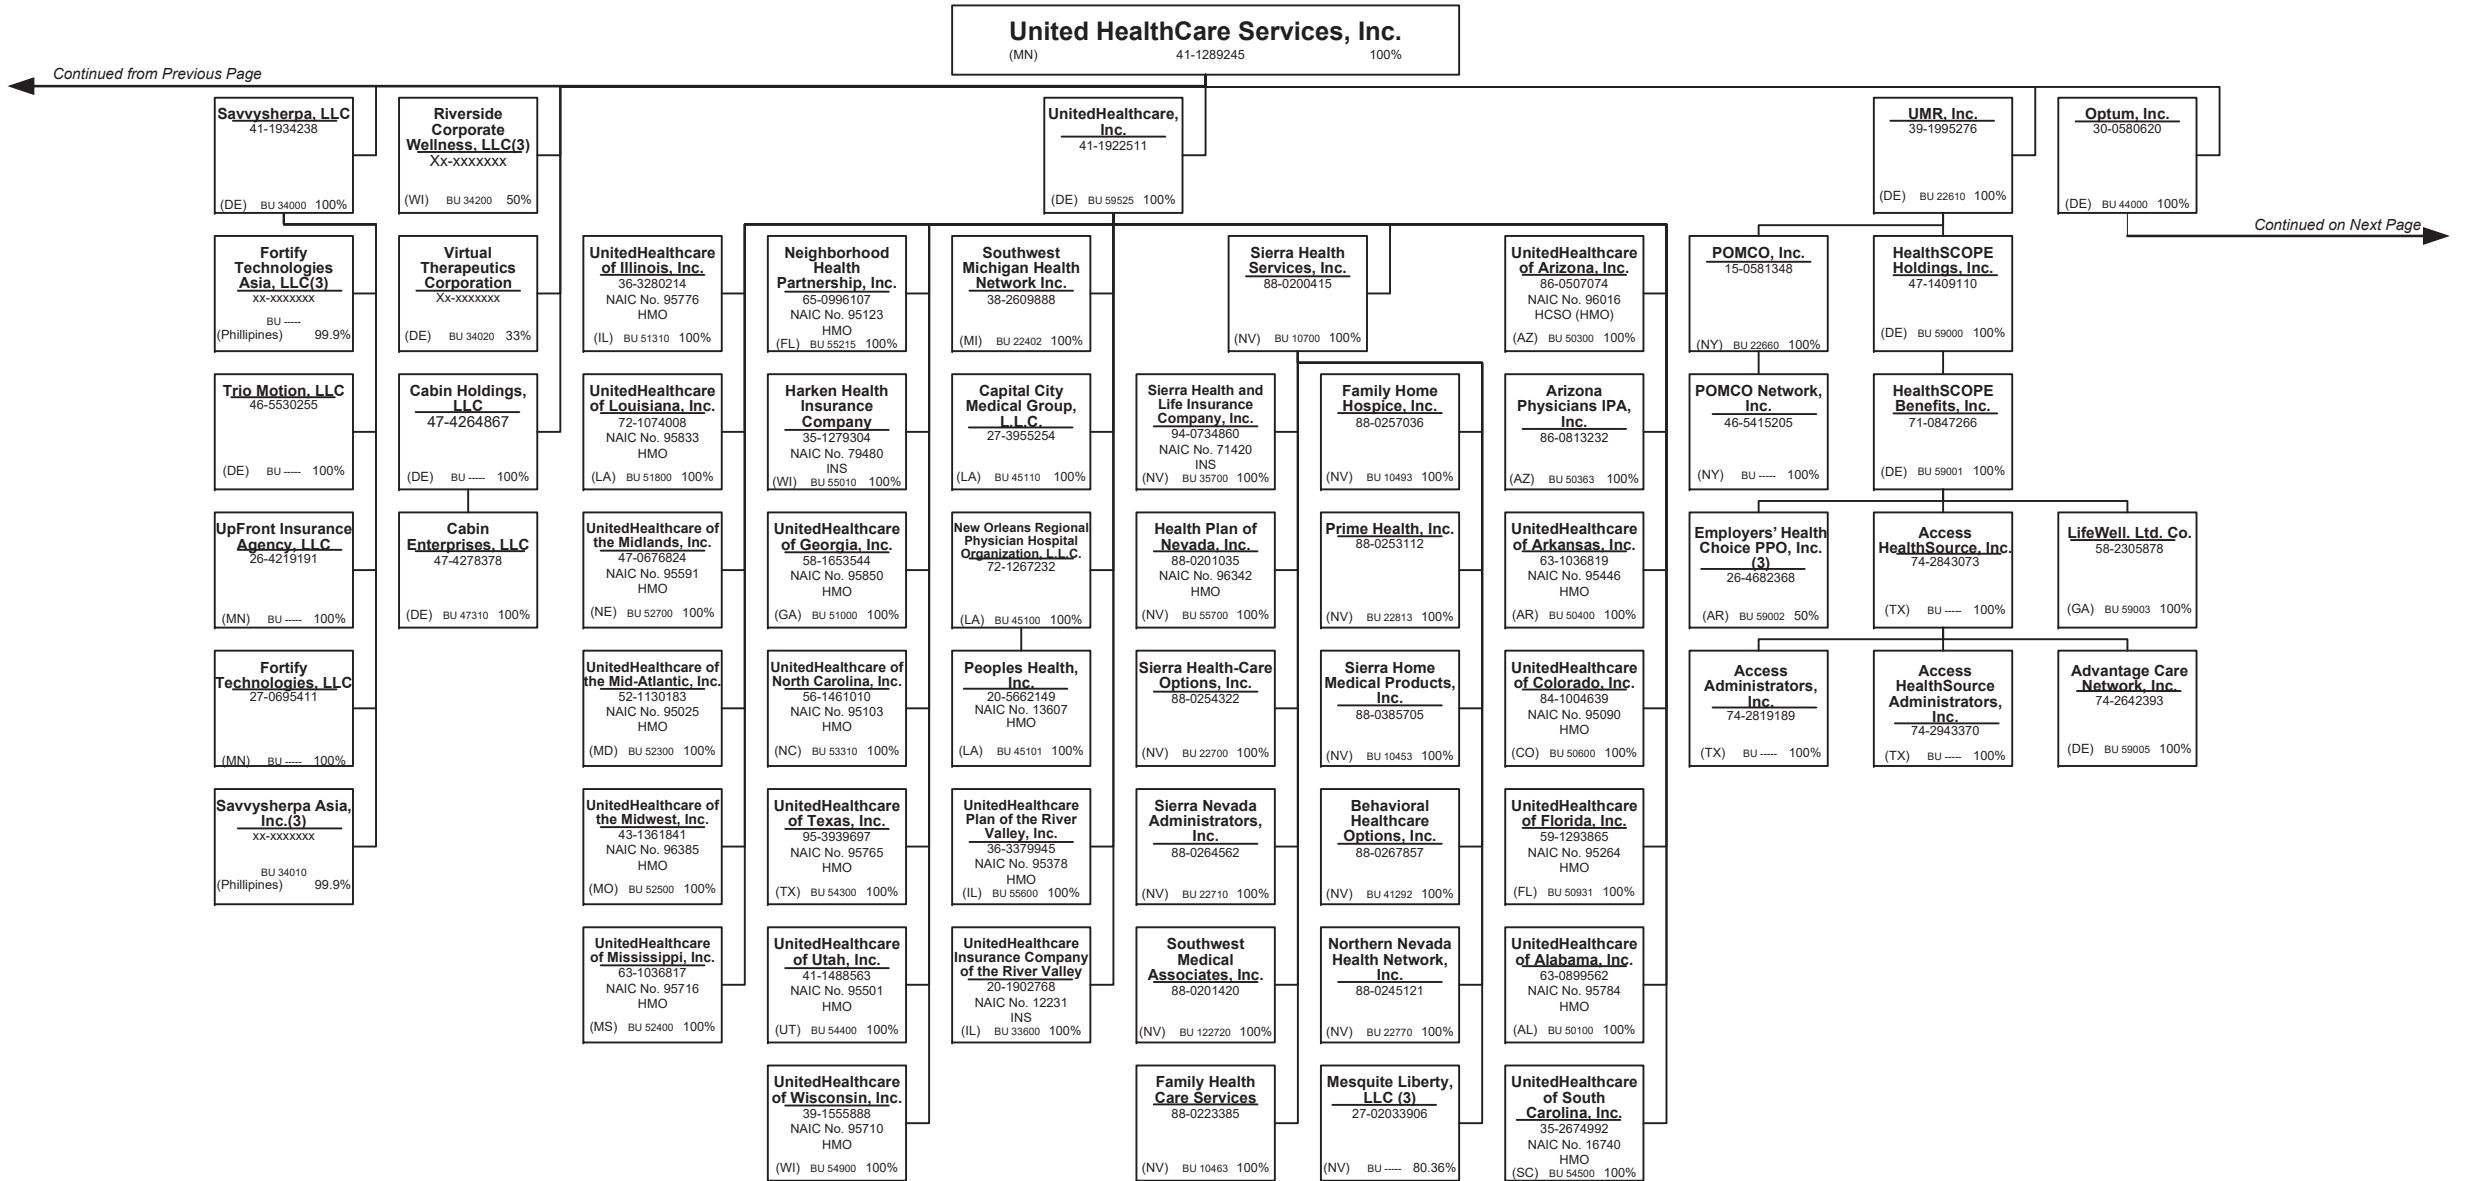 United HealthCare Services, Inc.
(MN) 41-1289245 100%
Continued from Previous Page
Savvysherpa, LLC
41-1934238
(DE) BU 34000 100%
Riverside
Corporate
Wellness, LLC(3)
Xx-xxxxxxx
(WI) BU 34200 50%
UnitedHealthcare,
Inc.
41-1922511
(DE) BU 59525 100%
UMR, Inc.
39-1995276
(DE) BU 22610 100%
Optum, Inc.
30-0580620
(DE) BU 44000 100%
Continued on Next Page
Fortify
Technologies
Asia, LLC(3)
xx-xxxxxxx
BU -----
(Phillipines) 99.9%
Virtual
Therapeutics
Corporation
Xx-xxxxxxx
(DE) BU 34020 33%
UnitedHealthcare
of Illinois, Inc.
36-3280214
NAIC No. 95776
HMO
(IL) BU 51310 100%
Neighborhood
Health
Partnership, Inc.
65-0996107
NAIC No. 95123
HMO
(FL) BU 55215 100%
Southwest
Michigan Health
Network Inc.
38-2609888
(MI) BU 22402 100%
Sierra Health
Services, Inc.
88-0200415
(NV) BU 10700 100%
UnitedHealthcare
of Arizona, Inc.
86-0507074
NAIC No. 96016
HCSO (HMO)
(AZ) BU 50300 100%
POMCO, Inc.
15-0581348
(NY) BU 22660 100%
HealthSCOPE
Holdings, Inc.
47-1409110
(DE) BU 59000 100%
Trio Motion, LLC
46-5530255
(DE) BU ----- 100%
Cabin Holdings,
LLC
47-4264867
(DE) BU ----- 100%
UnitedHealthcare
of Louisiana, Inc.
72-1074008
NAIC No. 95833
HMO
(LA) BU 51800 100%
Harken Health
Insurance
Company
35-1279304
NAIC No. 79480
INS
(WI) BU 55010 100%
Capital City
Medical Group,
L.L.C.
27-3955254
(LA) BU 45110 100%
Sierra Health and
Life Insurance
Company, Inc.
94-0734860
NAIC No. 71420
INS
(NV) BU 35700 100%
Family Home
Hospice, Inc.
88-0257036
(NV) BU 10493 100%
Arizona
Physicians IPA,
Inc.
86-0813232
(AZ) BU 50363 100%
POMCO Network,
Inc.
46-5415205
(NY) BU ----- 100%
HealthSCOPE
Benefits, Inc.
71-0847266
(DE) BU 59001 100%
UpFront Insurance
Agency, LLC
26-4219191
(MN) BU ----- 100%
Cabin
Enterprises, LLC
47-4278378
(DE) BU 47310 100%
UnitedHealthcare of
the Midlands, Inc.
47-0676824
NAIC No. 95591
HMO
(NE) BU 52700 100%
UnitedHealthcare
of Georgia, Inc.
58-1653544
NAIC No. 95850
HMO
(GA) BU 51000 100%
New Orleans Regional
Physician Hospital
Organization, L.L.C.
72-1267232
(LA) BU 45100 100%
Health Plan of
Nevada, Inc.
88-0201035
NAIC No. 96342
HMO
(NV) BU 55700 100%
Prime Health, Inc.
88-0253112
(NV) BU 22813 100%
UnitedHealthcare
of Arkansas, Inc.
63-1036819
NAIC No. 95446
HMO
(AR) BU 50400 100%
Employers' Health
Choice PPO, Inc.
(3)
26-4682368
(AR) BU 59002 50%
Access
HealthSource, Inc.
74-2843073
(TX) BU ----- 100%
LifeWell. Ltd. Co.
58-2305878
(GA) BU 59003 100%
Fortify
Technologies, LLC
27-0695411
(MN) BU ----- 100%
UnitedHealthcare of
the Mid-Atlantic, Inc.
52-1130183
NAIC No. 95025
HMO
(MD) BU 52300 100%
UnitedHealthcare of
North Carolina, Inc.
56-1461010
NAIC No. 95103
HMO
(NC) BU 53310 100%
Peoples Health,
Inc.
20-5662149
NAIC No. 13607
HMO
(LA) BU 45101 100%
Sierra Health-Care
Options, Inc.
88-0254322
(NV) BU 22700 100%
Sierra Home
Medical Products,
Inc.
88-0385705
(NV) BU 10453 100%
UnitedHealthcare
of Colorado, Inc.
84-1004639
NAIC No. 95090
HMO
(CO) BU 50600 100%
Access
Administrators,
Inc.
74-2819189
(TX) BU ----- 100%
Access
HealthSource
Administrators,
Inc.
74-2943370
(TX) BU ----- 100%
Advantage Care
Network, Inc.
74-2642393
(DE) BU 59005 100%
Savvysherpa Asia,
Inc.(3)
xx-xxxxxxx
BU 34010
(Phillipines) 99.9%
UnitedHealthcare of
the Midwest, Inc.
43-1361841
NAIC No. 96385
HMO
(MO) BU 52500 100%
UnitedHealthcare
of Texas, Inc.
95-3939697
NAIC No. 95765
HMO
(TX) BU 54300 100%
UnitedHealthcare
Plan of the River
Valley, Inc.
36-3379945
NAIC No. 95378
HMO
(IL) BU 55600 100%
Sierra Nevada
Administrators,
Inc.
88-0264562
(NV) BU 22710 100%
Behavioral
Healthcare
Options, Inc.
88-0267857
(NV) BU 41292 100%
UnitedHealthcare
of Florida, Inc.
59-1293865
NAIC No. 95264
HMO
(FL) BU 50931 100%
UnitedHealthcare
of Mississippi, Inc.
63-1036817
NAIC No. 95716
HMO
(MS) BU 52400 100%
UnitedHealthcare
of Utah, Inc.
41-1488563
NAIC No. 95501
HMO
(UT) BU 54400 100%
UnitedHealthcare
Insurance Company
of the River Valley
20-1902768
NAIC No. 12231
INS
(IL) BU 33600 100%
Southwest
Medical
Associates, Inc.
88-0201420
(NV) BU 122720 100%
Northern Nevada
Health Network,
Inc.
88-0245121
(NV) BU 22770 100%
UnitedHealthcare
of Alabama, Inc.
63-0899562
NAIC No. 95784
HMO
(AL) BU 50100 100%
UnitedHealthcare
of Wisconsin, Inc.
39-1555888
NAIC No. 95710
HMO
(WI) BU 54900 100%
Family Health
Care Services
88-0223385
(NV) BU 10463 100%
Mesquite Liberty,
LLC (3)
27-02033906
(NV) BU ----- 80.36%
UnitedHealthcare
of South
Carolina, Inc.
35-2674992
NAIC No. 16740
HMO
(SC) BU 54500 100%